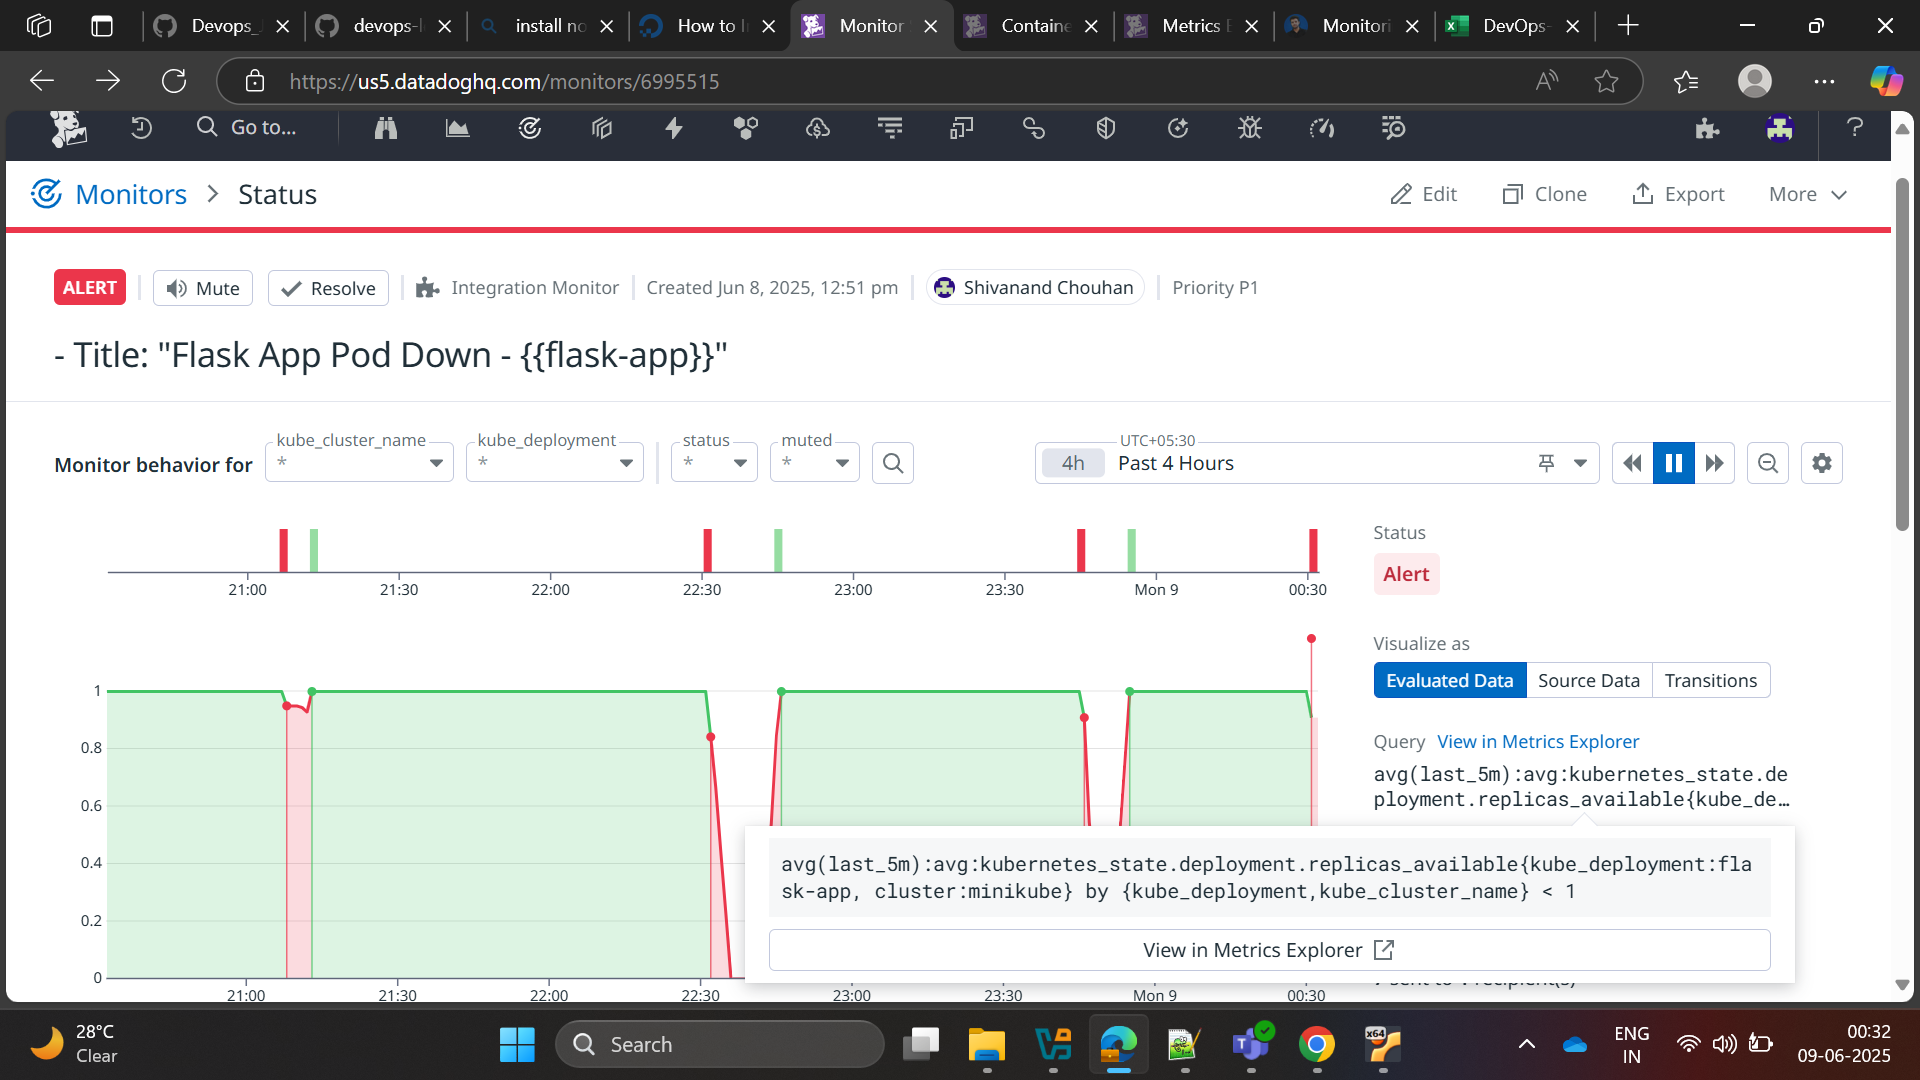 Devops_
devops-l
install no
How to I
Monitor
Containe
Metrics E
Monitori
DevOps-
https://us5.datadoghq.com/monitors/6995515
Go to...
Monitors > Status
Edit
Clone
Export
More
ALERT
Mute
Resolve
Integration Monitor
Created Jun 8, 2025, 12:51 pm
Shivanand Chouhan
Priority P1
- Title: "Flask App Pod Down - {{flask-app}}"
Monitor behavior for
kube_cluster_name
*
kube_deployment
*
status
*
muted
*
UTC+05:30
4h Past 4 Hours
21:00 21:30 22:00 22:30 23:00 23:30 Mon 9 00:30
Status
Alert
Visualize as
Evaluated Data Source Data Transitions
Query View in Metrics Explorer
avg(last_5m):avg:kubernetes_state.de
ployment.replicas_available{kube_de…
1
0.8
0.6
0.4
0.2
0
21:00 21:30 22:00 22:30 23:00 23:30 Mon 9 00:30
avg(last_5m):avg:kubernetes_state.deployment.replicas_available{kube_deployment:fla
sk-app, cluster:minikube} by {kube_deployment,kube_cluster_name} < 1
View in Metrics Explorer
28°C
Clear
Search
x64
ENG
IN
00:32
09-06-2025